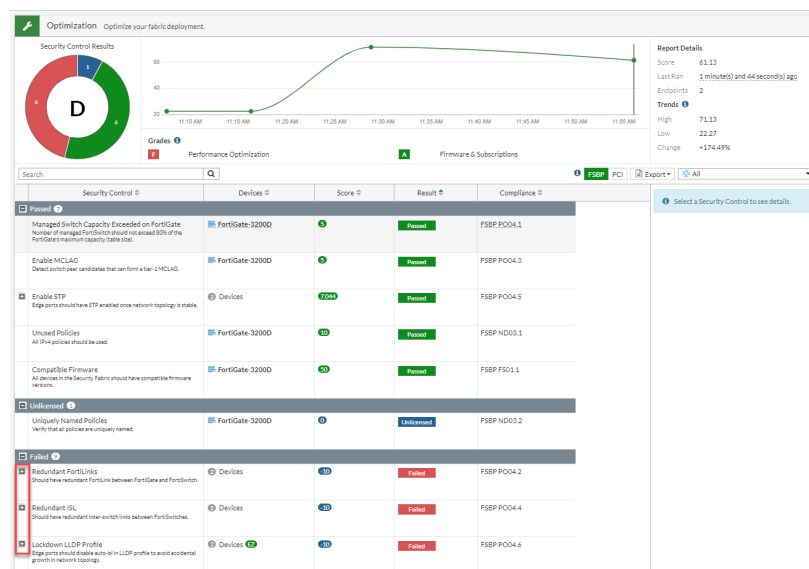 Optimization Optimize your fabric deployment.
Security Control Results
1
6
6
D
60
40
20
11:10 AM 11:15 AM 11:20 AM 11:25 AM 11:30 AM 11:35 AM 11:40 AM 11:45 AM 11:50 AM 11:55 AM
Grades
F Performance Optimization A Firmware & Subscriptions
Report Details
Score 61.13
Last Ran 1 minute(s) and 44 second(s) ago
Endpoints 2
Trends
High 71.13
Low 22.27
Change +174.49%
Search
FSBP PCI Export All
Security Control Devices Score Result Compliance
Select a Security Control to see details.
Passed 7
Managed Switch Capacity Exceeded on FortiGate FortiGate-3200D 5 Passed FSBP PO04.1
Number of managed FortiSwitch should not exceed 80% of the
FortiGate's maximum capacity (table size).
Enable MCLAG FortiGate-3200D 5 Passed FSBP PO04.3
Detect switch peer candidates that can form a tier-1 MCLAG.
Enable STP 2 Devices 7.044 Passed FSBP PO04.5
Edge ports should have STP enabled once network topology is stable.
Unused Policies FortiGate-3200D 10 Passed FSBP ND03.1
All IPv4 policies should be used.
Compatible Firmware FortiGate-3200D 50 Passed FSBP FS01.1
All devices in the Security Fabric should have compatible firmware
versions.
Unlicensed 1
Uniquely Named Policies FortiGate-3200D 0 Unlicensed FSBP ND03.2
Verify that all policies are uniquely named.
Failed 9
Redundant FortiLinks 2 Devices -10 Failed FSBP PO04.2
Should have redundant FortiLink between FortiGate and FortiSwitch.
Redundant ISL 2 Devices -10 Failed FSBP PO04.4
Should have redundant inter-switch links between FortiSwitches.
Lockdown LLDP Profile 2 Devices EZ -10 Failed FSBP PO04.6
Edge ports should disable auto-isl in LLDP profile to avoid accidental
growth in network topology.